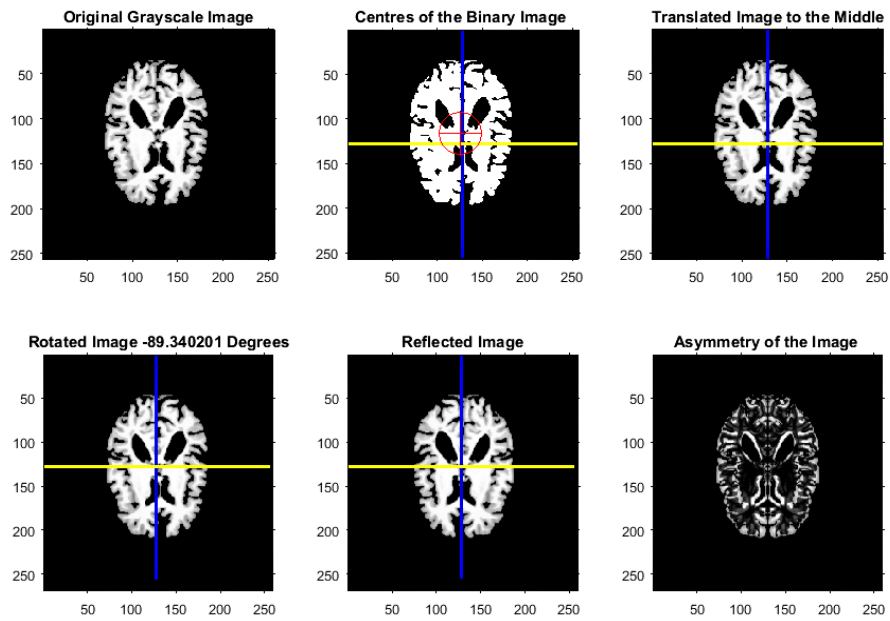 Original Grayscale Image
50
100
150
200
250
50 100 150 200 250
Centres of the Binary Image
50
100
150
200
250
50 100 150 200 250
Translated Image to the Middle
50
100
150
200
250
50 100 150 200 250
Rotated Image -89.340201 Degrees
50
100
150
200
250
50 100 150 200 250
Reflected Image
50
100
150
200
250
50 100 150 200 250
Asymmetry of the Image
50
100
150
200
250
50 100 150 200 250